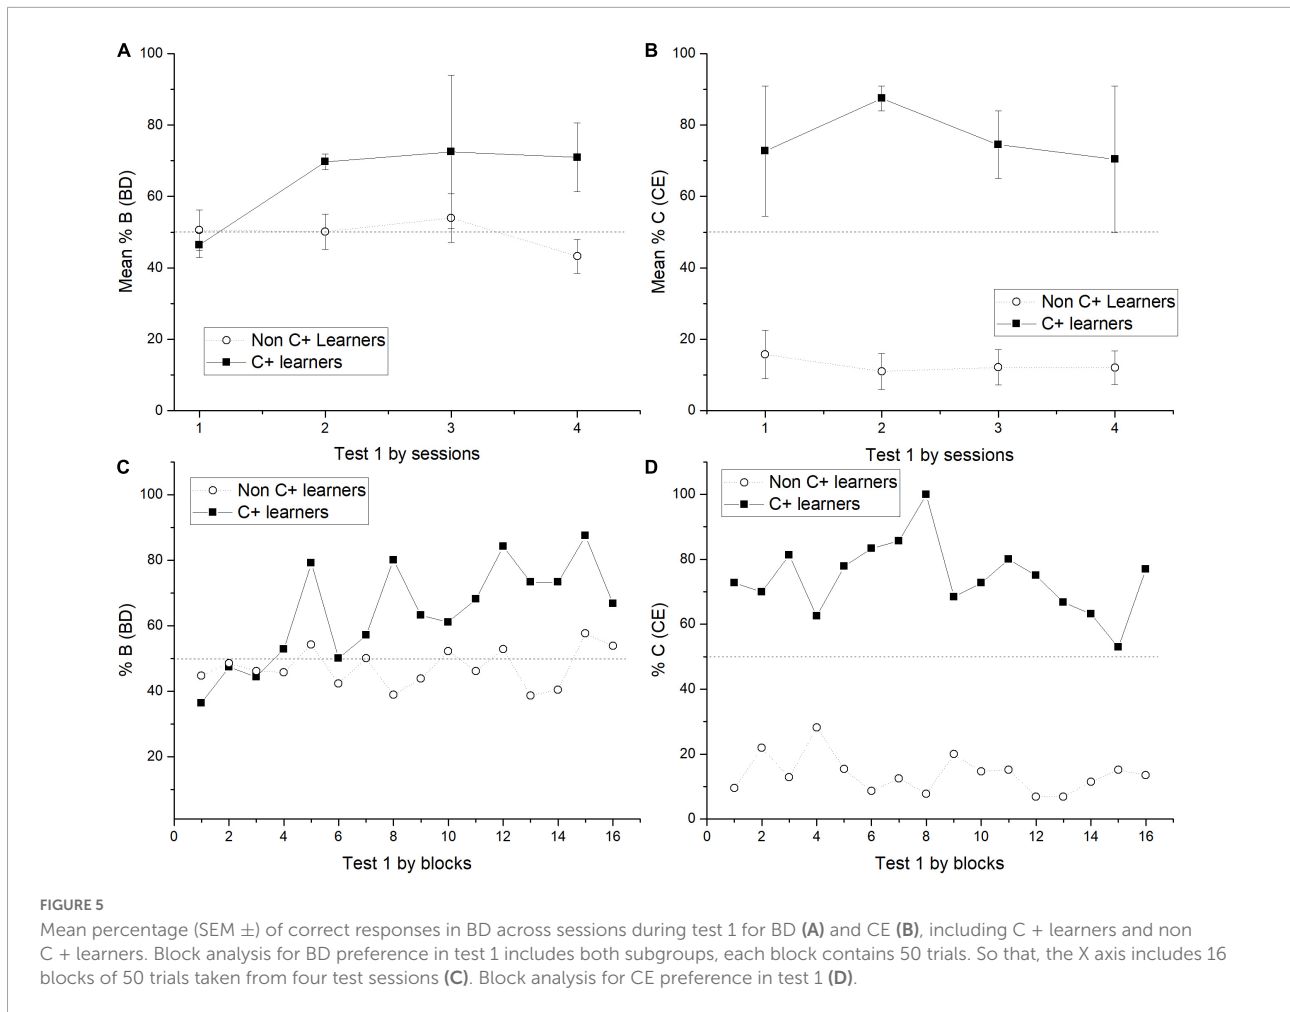 A
100
80
60
40
20
0
Mean % B (BD)
Non C+ Learners
C+ learners
1
2
3
4
Test 1 by sessions
B
100
80
60
40
20
0
Mean % C (CE)
Non C+ Learners
C+ learners
1
2
3
4
Test 1 by sessions
C
100
80
60
40
20
% B (BD)
Non C+ learners
C+ learners
0
2
4
6
8
10
12
14
16
Test 1 by blocks
D
100
80
60
40
20
0
% C (CE)
Non C+ learners
C+ learners
0
2
4
6
8
10
12
14
16
Test 1 by blocks
FIGURE 5
Mean percentage (SEM ±) of correct responses in BD across sessions during test 1 for BD (A) and CE (B), including C + learners and non
C + learners. Block analysis for BD preference in test 1 includes both subgroups, each block contains 50 trials. So that, the X axis includes 16
blocks of 50 trials taken from four test sessions (C). Block analysis for CE preference in test 1 (D).